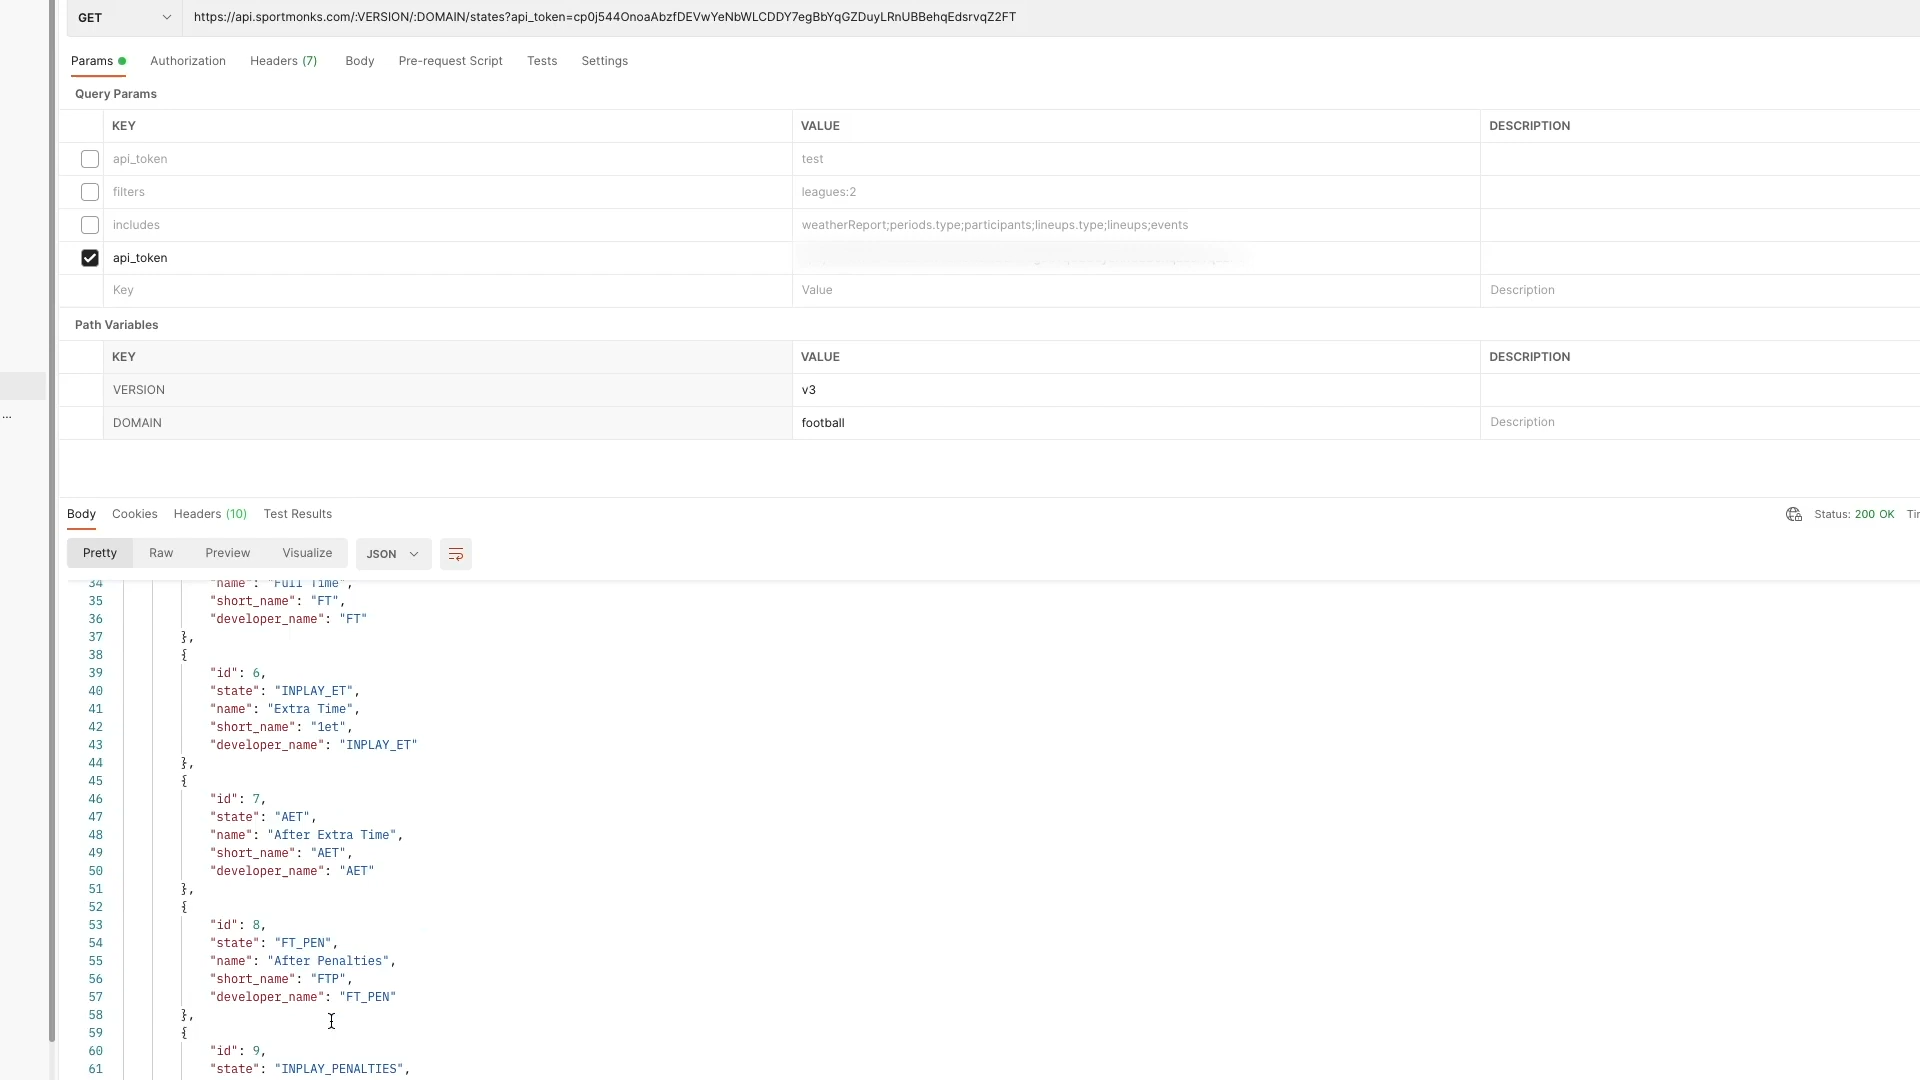 GET https://api.sportmonks.com/:VERSION/:DOMAIN/states?api_token=cp0j544OnoaAbzfDEVwYeNbWLCDDY7egBbYqGZDuyLRnUBBehqEdsrvqZ2FT
Params Authorization Headers (7) Body Pre-request Script Tests Settings
Query Params
KEY VALUE DESCRIPTION
api_token test
filters leagues:2
includes weatherReport;periods.type;participants;lineups.type;lineups;events
api_token
Key Value Description
Path Variables
KEY VALUE DESCRIPTION
VERSION v3
DOMAIN football Description
...
Body Cookies Headers (10) Test Results Status: 200 OK
Pretty Raw Preview Visualize JSON
34 "name": "Full Time",
35 "short_name": "FT",
36 "developer_name": "FT"
37 },
38 {
39 "id": 6,
40 "state": "INPLAY_ET",
41 "name": "Extra Time",
42 "short_name": "1et",
43 "developer_name": "INPLAY_ET"
44 },
45 {
46 "id": 7,
47 "state": "AET",
48 "name": "After Extra Time",
49 "short_name": "AET",
50 "developer_name": "AET"
51 },
52 {
53 "id": 8,
54 "state": "FT_PEN",
55 "name": "After Penalties",
56 "short_name": "FTP",
57 "developer_name": "FT_PEN"
58 },
59 {
60 "id": 9,
61 "state": "INPLAY_PENALTIES",